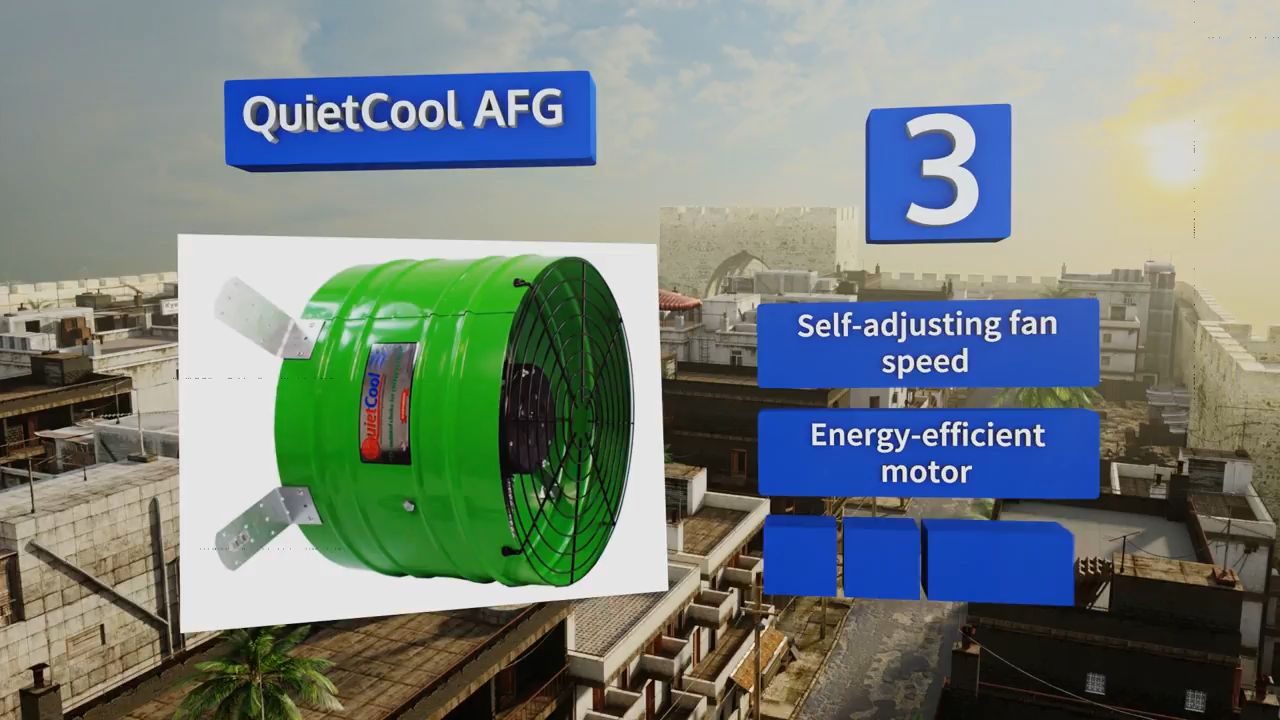 QuietCool AFG
3
Self-adjusting fan
speed
Energy-efficient
motor
QuietCool